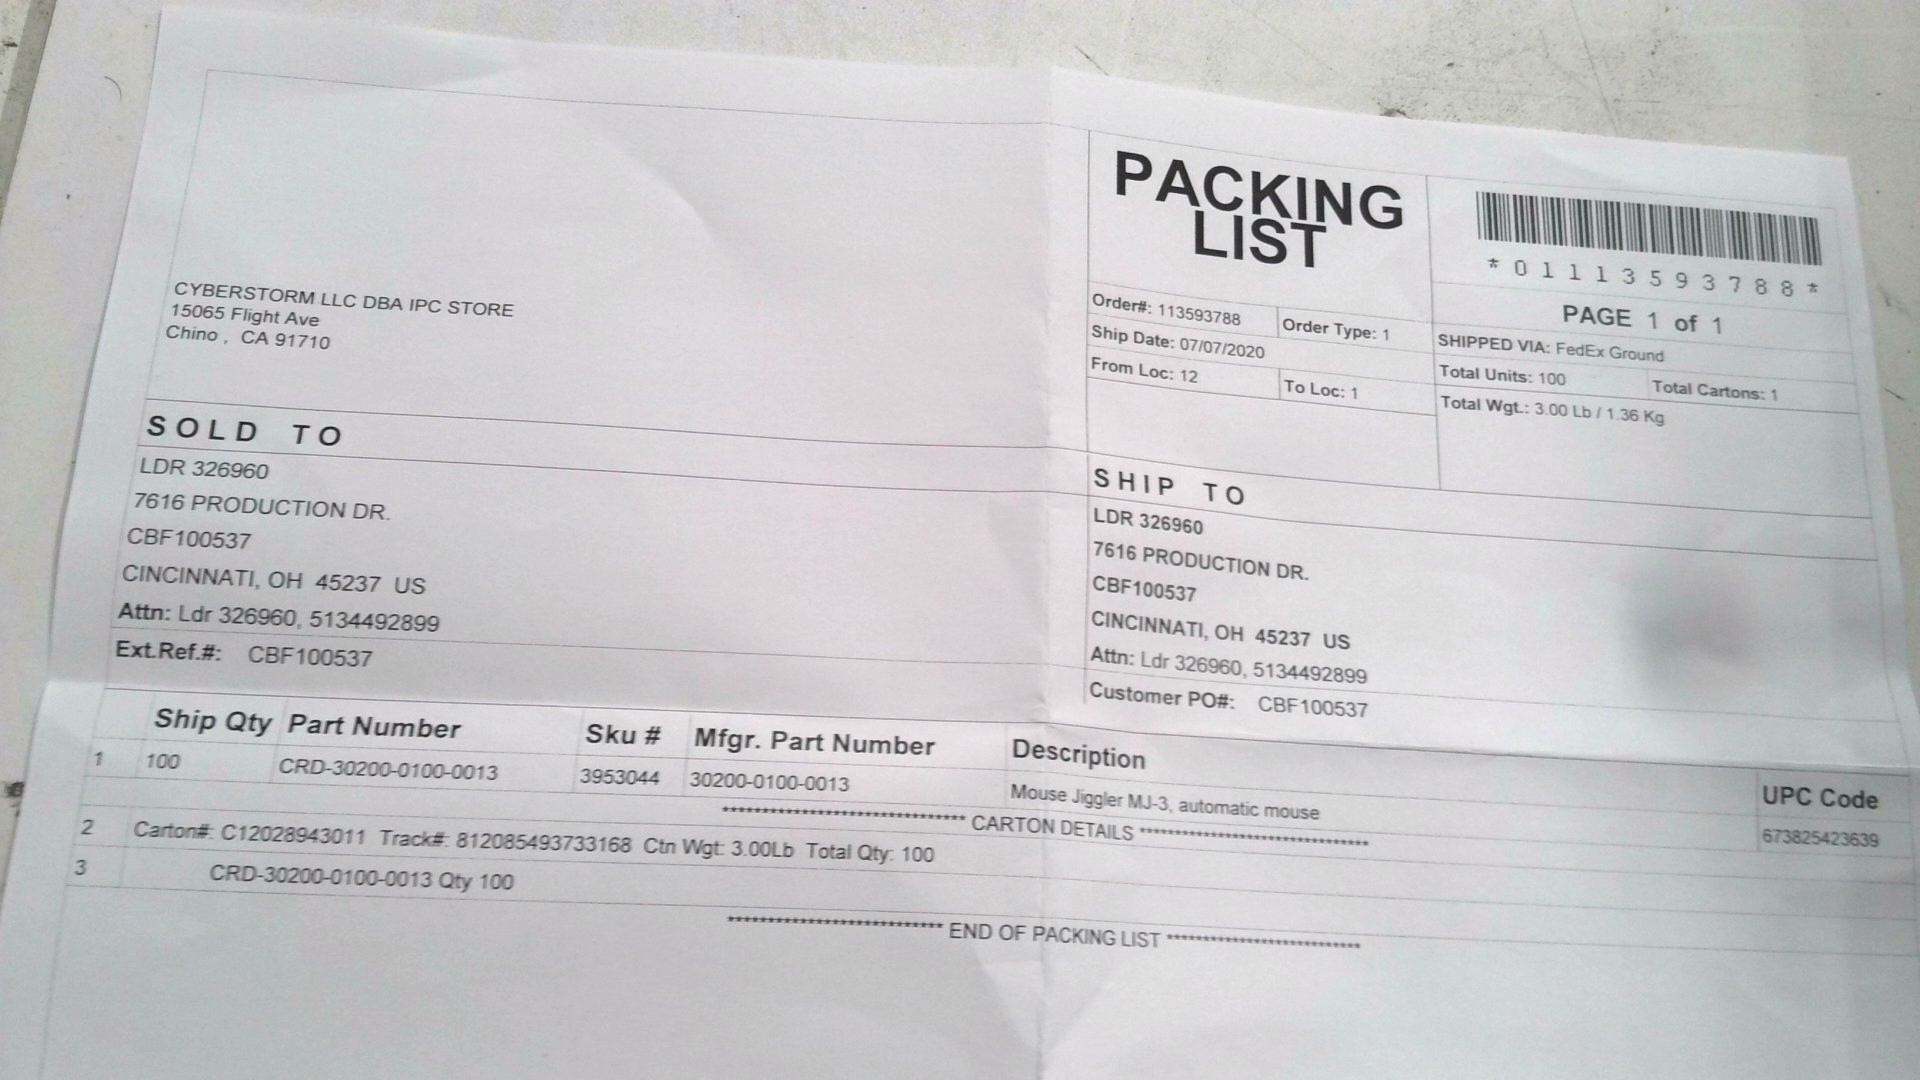 PACKING
LIST
*01113593788*
PAGE 1 of 1
CYBERSTORM LLC DBA IPC STORE
15065 Flight Ave
Chino , CA 91710
Order#: 113593788
Order Type: 1
Ship Date: 07/07/2020
From Loc: 12
To Loc: 1
SHIPPED VIA: FedEx Ground
Total Units: 100
Total Cartons: 1
Total Wgt.: 3.00 Lb / 1.36 Kg
SOLD TO
LDR 326960
7616 PRODUCTION DR.
CBF100537
CINCINNATI, OH 45237 US
Attn: Ldr 326960, 5134492899
Ext.Ref.#: CBF100537
SHIP TO
LDR 326960
7616 PRODUCTION DR.
CBF100537
CINCINNATI, OH 45237 US
Attn: Ldr 326960, 5134492899
Customer PO#: CBF100537
Ship Qty Part Number Sku # Mfgr. Part Number Description UPC Code
1 100 CRD-30200-0100-0013 3953044 30200-0100-0013 Mouse Jiggler MJ-3, automatic mouse 673825423639
*************************** CARTON DETAILS ***************************
2 Carton#: C12028943011 Track#: 812085493733168 Ctn Wgt: 3.00Lb Total Qty: 100
3 CRD-30200-0100-0013 Qty 100
*************************** END OF PACKING LIST ***************************